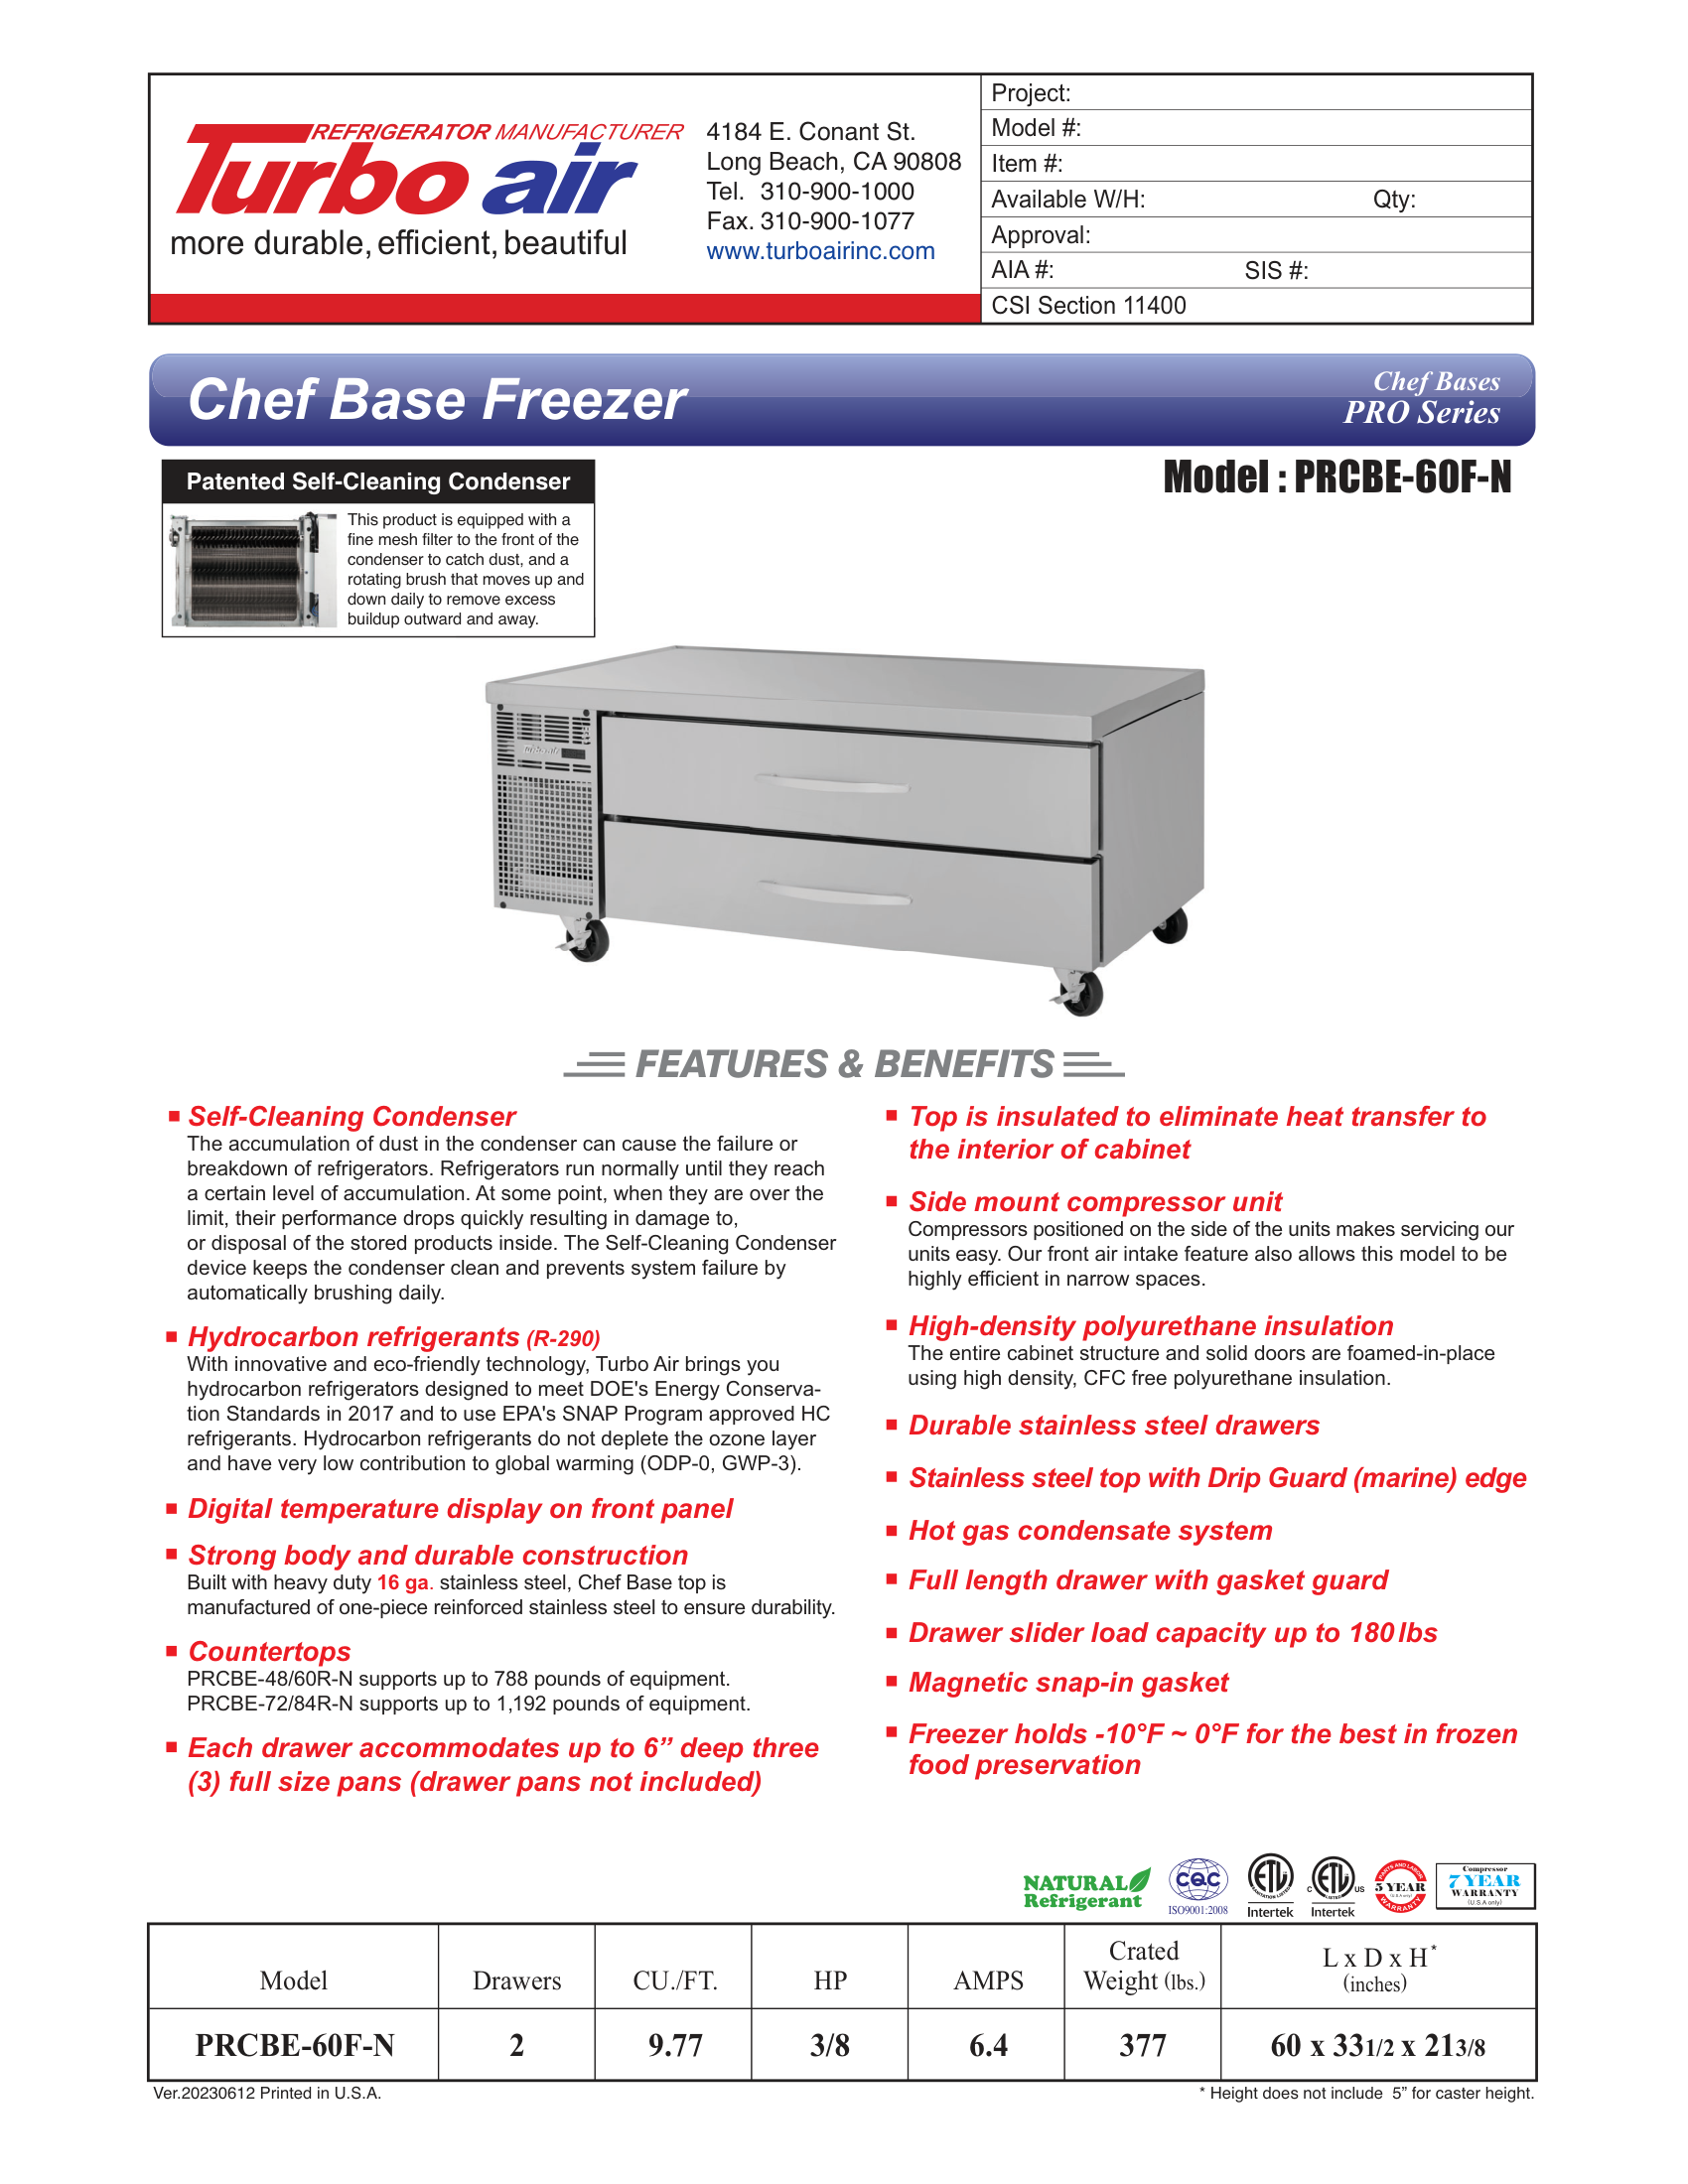 REFRIGERATOR MANUFACTURER
Turbo air
more durable, efficient, beautiful
4184 E. Conant St.
Long Beach, CA 90808
Tel. 310-900-1000
Fax. 310-900-1077
www.turboairinc.com
Project:
Model #:
Item #:
Available W/H: Qty:
Approval:
AIA #: SIS #:
CSI Section 11400
Chef Base Freezer
Chef Bases
PRO Series
Patented Self-Cleaning Condenser
This product is equipped with a
fine mesh filter to the front of the
condenser to catch dust, and a
rotating brush that moves up and
down daily to remove excess
buildup outward and away.
Model : PRCBE-60F-N
FEATURES & BENEFITS
■ Self-Cleaning Condenser
The accumulation of dust in the condenser can cause the failure or
breakdown of refrigerators. Refrigerators run normally until they reach
a certain level of accumulation. At some point, when they are over the
limit, their performance drops quickly resulting in damage to,
or disposal of the stored products inside. The Self-Cleaning Condenser
device keeps the condenser clean and prevents system failure by
automatically brushing daily.
■ Hydrocarbon refrigerants (R-290)
With innovative and eco-friendly technology, Turbo Air brings you
hydrocarbon refrigerators designed to meet DOE's Energy Conserva-
tion Standards in 2017 and to use EPA's SNAP Program approved HC
refrigerants. Hydrocarbon refrigerants do not deplete the ozone layer
and have very low contribution to global warming (ODP-0, GWP-3).
■ Digital temperature display on front panel
■ Strong body and durable construction
Built with heavy duty 16 ga. stainless steel, Chef Base top is
manufactured of one-piece reinforced stainless steel to ensure durability.
■ Countertops
PRCBE-48/60R-N supports up to 788 pounds of equipment.
PRCBE-72/84R-N supports up to 1,192 pounds of equipment.
■ Each drawer accommodates up to 6” deep three
(3) full size pans (drawer pans not included)
■ Top is insulated to eliminate heat transfer to
the interior of cabinet
■ Side mount compressor unit
Compressors positioned on the side of the units makes servicing our
units easy. Our front air intake feature also allows this model to be
highly efficient in narrow spaces.
■ High-density polyurethane insulation
The entire cabinet structure and solid doors are foamed-in-place
using high density, CFC free polyurethane insulation.
■ Durable stainless steel drawers
■ Stainless steel top with Drip Guard (marine) edge
■ Hot gas condensate system
■ Full length drawer with gasket guard
■ Drawer slider load capacity up to 180 lbs
■ Magnetic snap-in gasket
■ Freezer holds -10°F ~ 0°F for the best in frozen
food preservation
NATURAL
Refrigerant
CQC
ISO9001:2008
ETL
SANITATION LISTED
Intertek
C ETL US
LISTED
Intertek
PARTS AND LABOR
5 YEAR
(U.S.A only)
WARRANTY
Compressor
7 YEAR
WARRANTY
(U.S.A only)
Model Drawers CU./FT. HP AMPS Crated Weight (lbs.) L x D x H* (inches)
PRCBE-60F-N 2 9.77 3/8 6.4 377 60 x 33 1/2 x 21 3/8
Ver.20230612 Printed in U.S.A.
* Height does not include 5” for caster height.